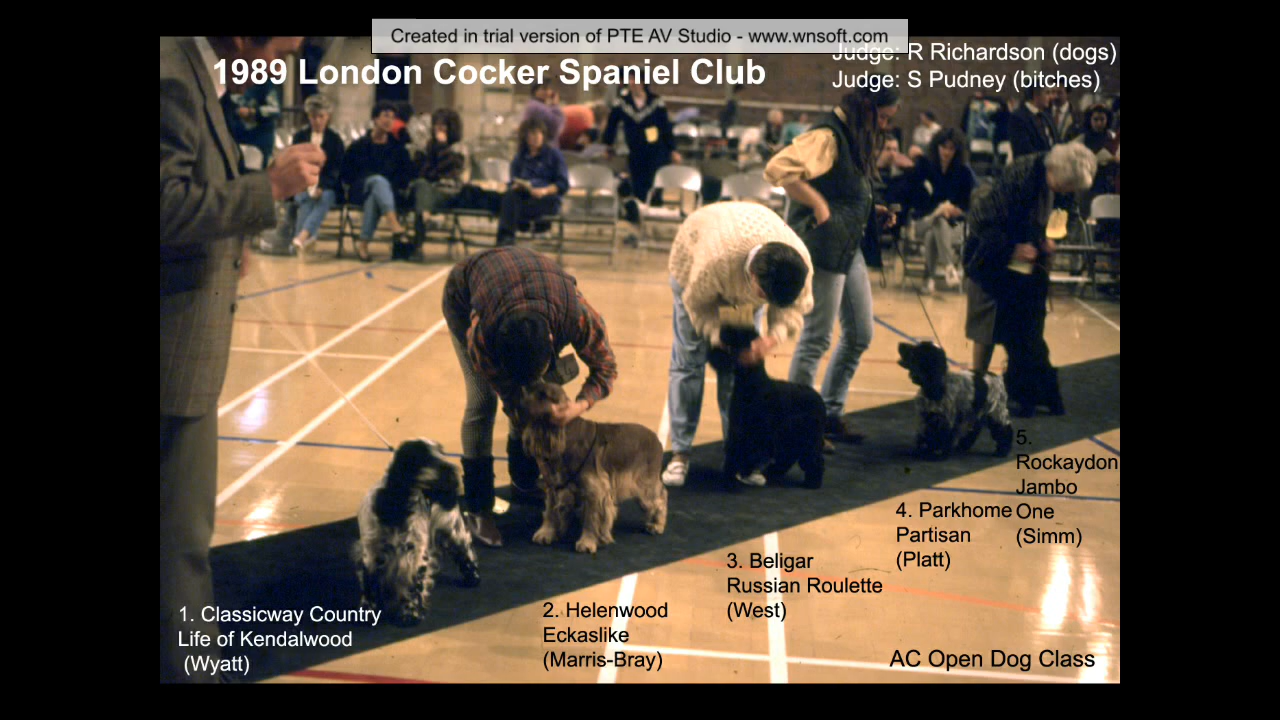 Created in trial version of PTE AV Studio - www.wnsoft.com
1989 London Cocker Spaniel Club
Judge: R Richardson (dogs)
Judge: S Pudney (bitches)
1. Classicway Country
Life of Kendalwood
(Wyatt)
2. Helenwood
Eckaslike
(Marris-Bray)
3. Beligar
Russian Roulette
(West)
4. Parkhome
Partisan
(Platt)
5.
Rockaydon
Jambo
One
(Simm)
AC Open Dog Class